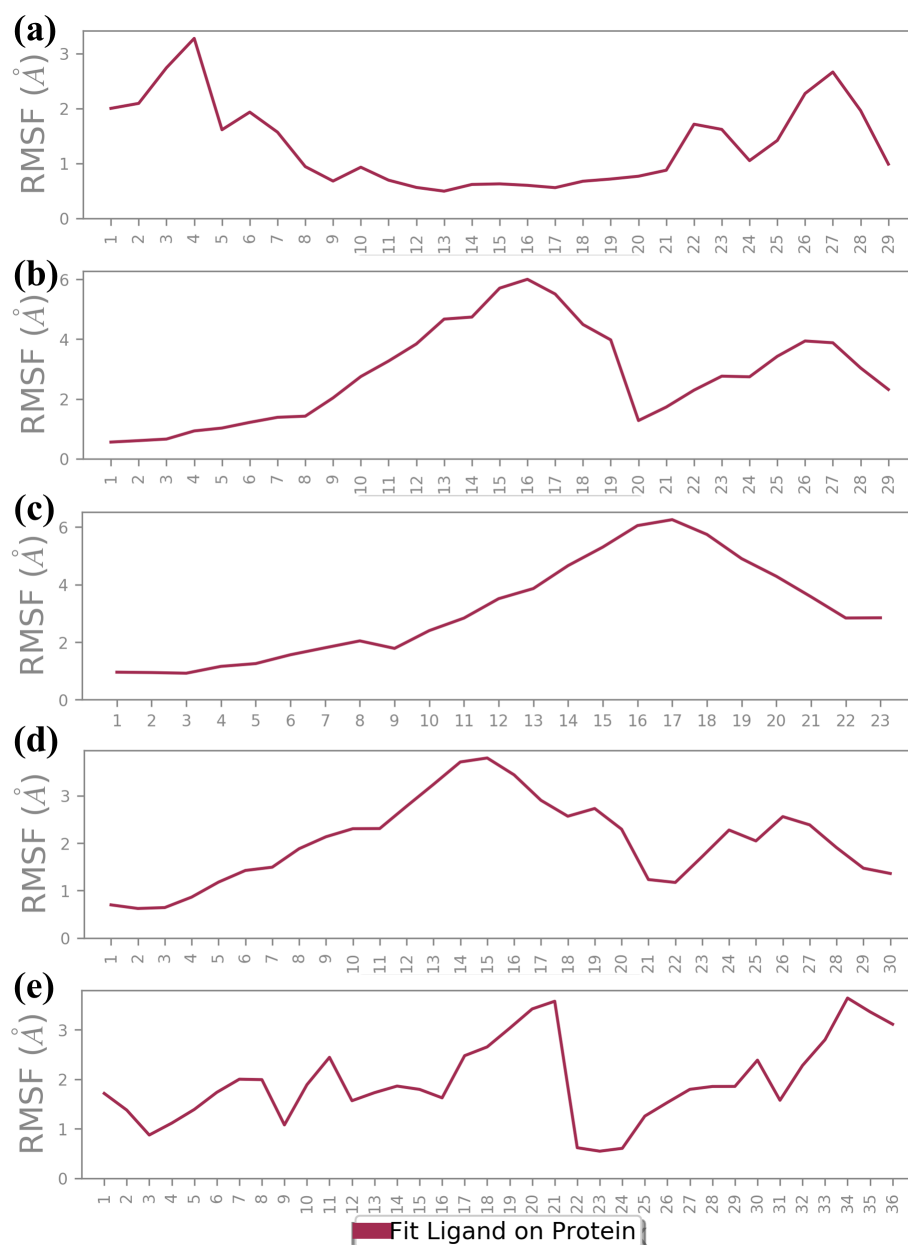 (a)
RMSF (Å)
3
2
1
0
1 2 3 4 5 6 7 8 9 10 11 12 13 14 15 16 17 18 19 20 21 22 23 24 25 26 27 28 29
(b)
RMSF (Å)
6
4
2
0
1 2 3 4 5 6 7 8 9 10 11 12 13 14 15 16 17 18 19 20 21 22 23 24 25 26 27 28 29
(c)
RMSF (Å)
6
4
2
0
1 2 3 4 5 6 7 8 9 10 11 12 13 14 15 16 17 18 19 20 21 22 23
(d)
RMSF (Å)
3
2
1
0
1 2 3 4 5 6 7 8 9 10 11 12 13 14 15 16 17 18 19 20 21 22 23 24 25 26 27 28 29 30
(e)
RMSF (Å)
3
2
1
0
1 2 3 4 5 6 7 8 9 10 11 12 13 14 15 16 17 18 19 20 21 22 23 24 25 26 27 28 29 30 31 32 33 34 35 36
Fit Ligand on Protein